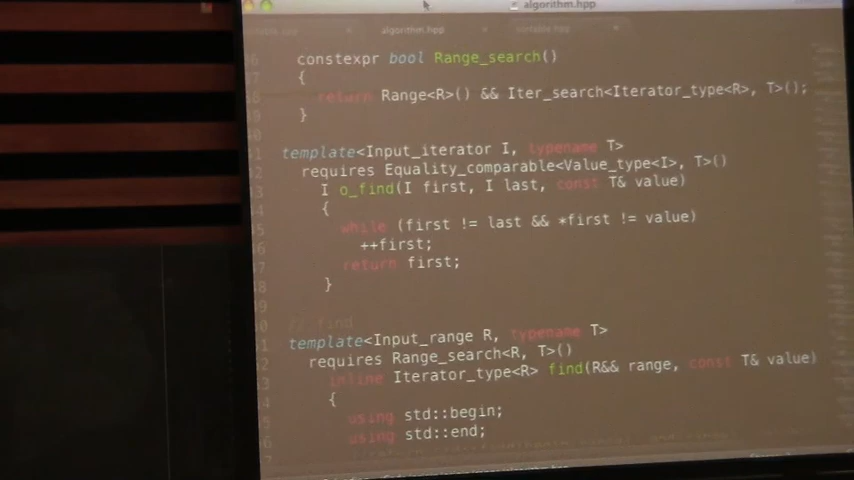 algorithm.hpp
algorithm.hpp
constexpr bool Range_search()
{
return Range<R>() && Iter_search<Iterator_type<R>, T>();
}
template<Input_iterator I, typename T>
requires Equality_comparable<Value_type<I>, T>()
I o_find(I first, I last, const T& value)
{
while (first != last && *first != value)
++first;
return first;
}
// find
template<Input_range R, typename T>
requires Range_search<R, T>()
inline Iterator_type<R> find(R&& range, const T& value)
{
using std::begin;
using std::end;